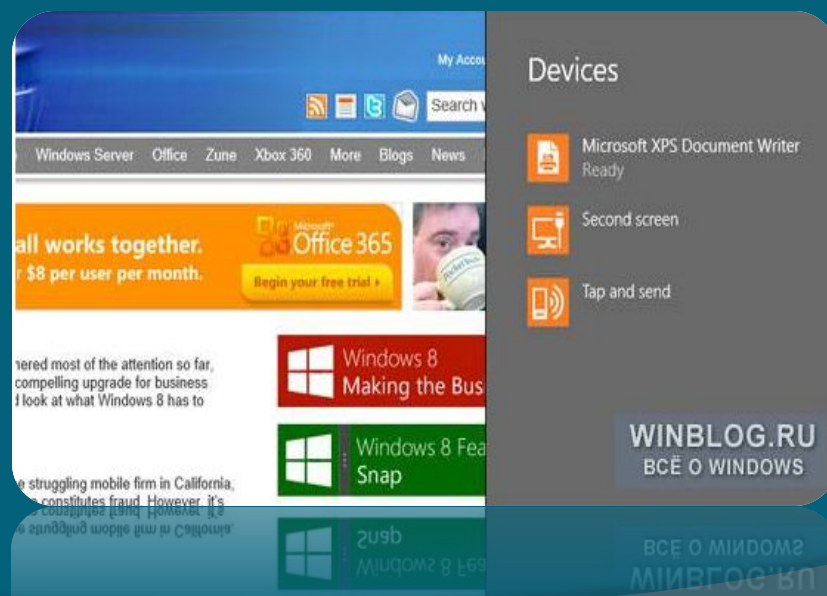 My Accou
Search w
Windows Server Office Zune Xbox 360 More Blogs News
all works together.
r $8 per user per month.
Microsoft
Office 365
Begin your free trial
hered most of the attention so far,
compelling upgrade for business
d look at what Windows 8 has to
Windows 8
Making the Bus
Windows 8 Fea
Snap
e struggling mobile firm in California,
constitutes fraud. However, it's
Devices
Microsoft XPS Document Writer
Ready
Second screen
Tap and send
WINBLOG.RU
ВСЁ О WINDOWS